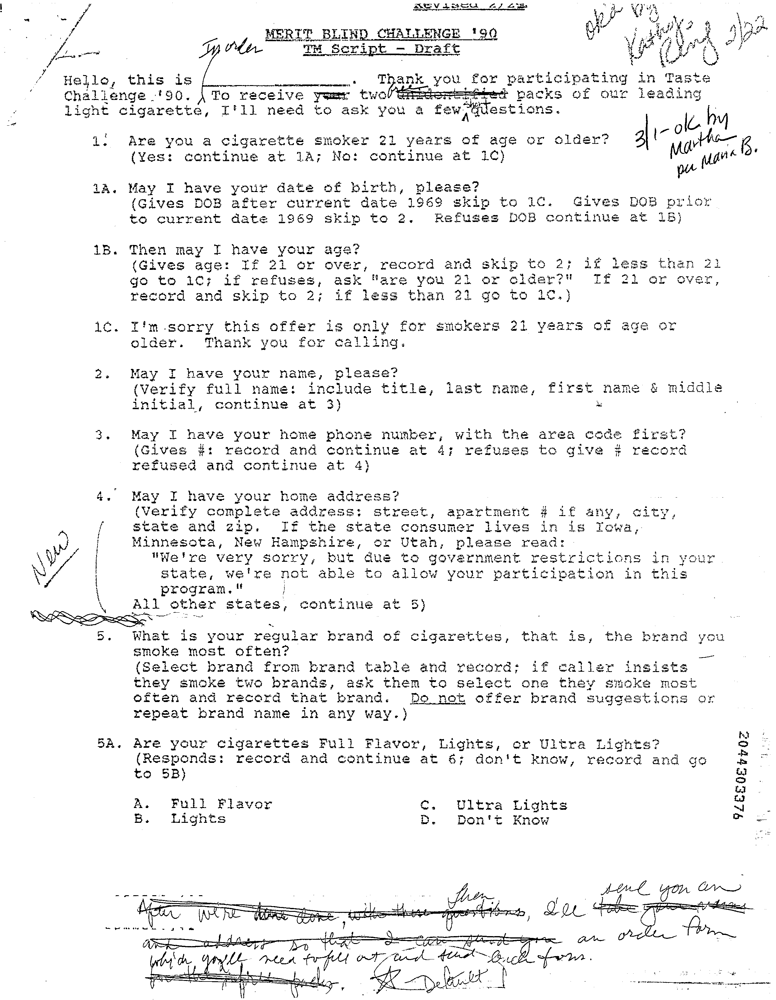 Revised 2/28
MERIT BLIND CHALLENGE '90
TM Script - Draft
oka by
Kathy
2/22
In order
Hello, this is ____________. Thank you for participating in Taste
Challenge '90. To receive your two unidentified packs of our leading
light cigarette, I'll need to ask you a few questions.
3/1-ok by
Martha
per Maria B.
1. Are you a cigarette smoker 21 years of age or older?
(Yes: continue at 1A; No: continue at 1C)
1A. May I have your date of birth, please?
(Gives DOB after current date 1969 skip to 1C. Gives DOB prior
to current date 1969 skip to 2. Refuses DOB continue at 1B)
1B. Then may I have your age?
(Gives age: If 21 or over, record and skip to 2; if less than 21
go to 1C; if refuses, ask "are you 21 or older?" If 21 or over,
record and skip to 2; if less than 21 go to 1C.)
1C. I'm sorry this offer is only for smokers 21 years of age or
older. Thank you for calling.
2. May I have your name, please?
(Verify full name: include title, last name, first name & middle
initial, continue at 3)
3. May I have your home phone number, with the area code first?
(Gives #: record and continue at 4; refuses to give # record
refused and continue at 4)
4. May I have your home address?
(Verify complete address: street, apartment # if any, city,
state and zip. If the state consumer lives in is Iowa,
Minnesota, New Hampshire, or Utah, please read:
"We're very sorry, but due to government restrictions in your
state, we're not able to allow your participation in this
program."
All other states, continue at 5)
New
5. What is your regular brand of cigarettes, that is, the brand you
smoke most often?
(Select brand from brand table and record; if caller insists
they smoke two brands, ask them to select one they smoke most
often and record that brand. Do not offer brand suggestions or
repeat brand name in any way.)
5A. Are your cigarettes Full Flavor, Lights, or Ultra Lights?
(Responds: record and continue at 6; don't know, record and go
to 5B)
A. Full Flavor C. Ultra Lights
B. Lights D. Don't Know
2044303376
Then send you an
After we're done, with these questions, I'll take your
and address so that I can send you an order form
which you'll need to fill out and send back form.
Default